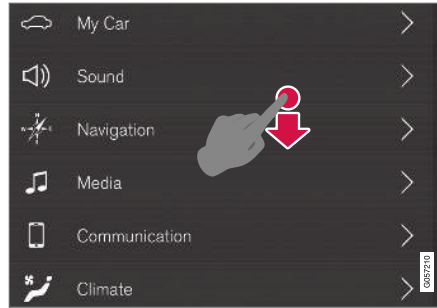 My Car
Sound
Navigation
Media
Communication
Climate
G057210